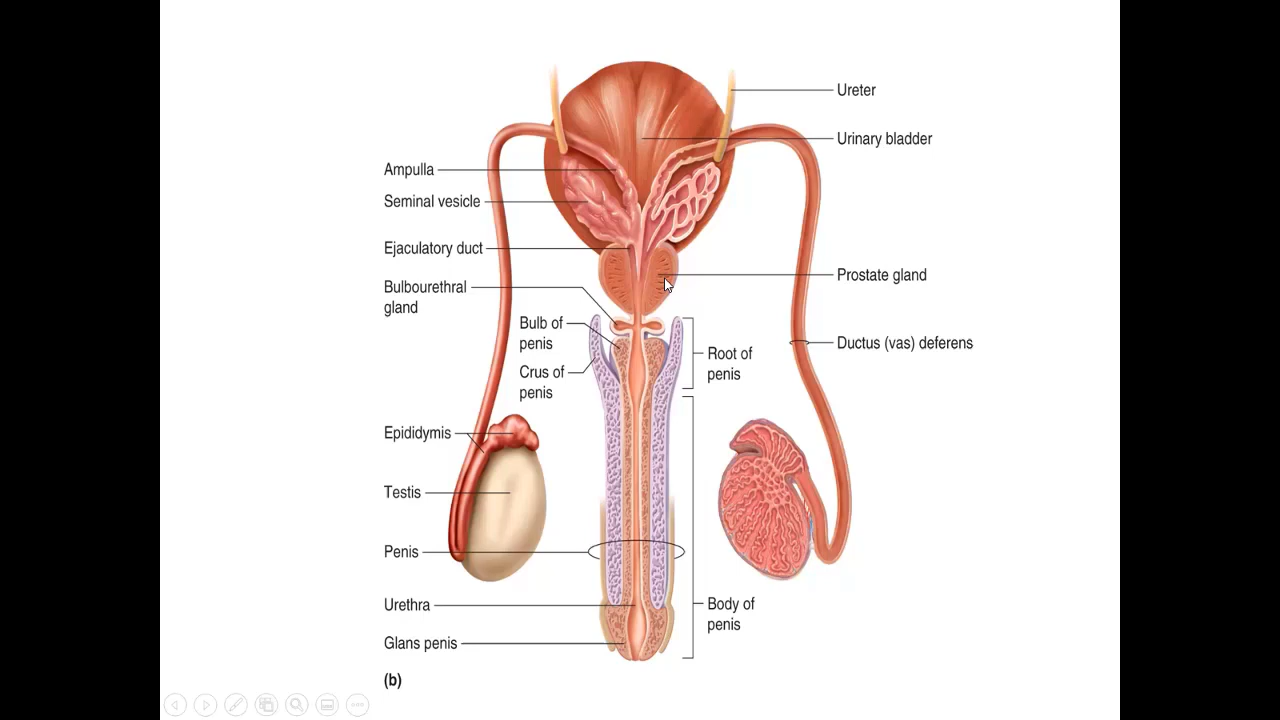 Ureter
Urinary bladder
Ampulla
Seminal vesicle
Ejaculatory duct
Prostate gland
Bulbourethral
gland
Bulb of
penis
Ductus (vas) deferens
Root of
penis
Crus of
penis
Epididymis
Testis
Penis
Urethra
Body of
penis
Glans penis
(b)